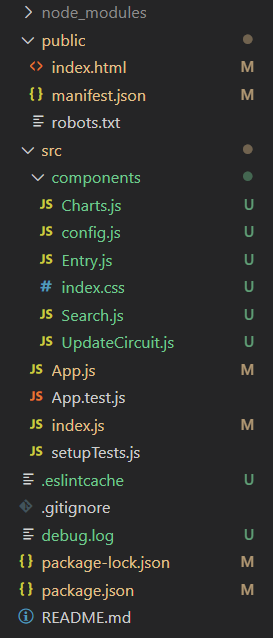 node_modules
public
index.html M
manifest.json M
robots.txt
src
components
JS Charts.js U
JS config.js U
JS Entry.js U
# index.css U
JS Search.js U
JS UpdateCircuit.js U
JS App.js M
JS App.test.js
JS index.js M
JS setupTests.js
.eslintcache U
.gitignore
debug.log U
{} package-lock.json M
{} package.json M
README.md